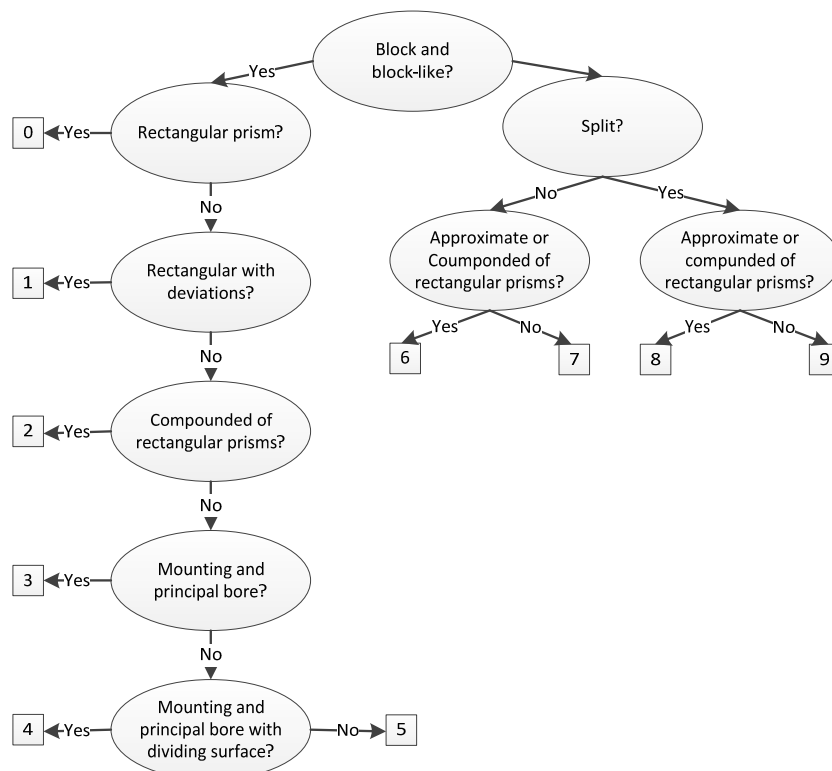 Block and
block-like?
Yes
Rectangular prism?
Split?
0
Yes
No
No
Yes
Rectangular with
deviations?
Approximate or
Coumponded of
rectangular prisms?
Approximate or
compunded of
rectangular prisms?
1
Yes
Yes
No
Yes
No
No
6
7
8
9
Compounded of
rectangular prisms?
2
Yes
No
Mounting and
principal bore?
3
Yes
No
Mounting and
principal bore with
dividing surface?
4
Yes
No
5